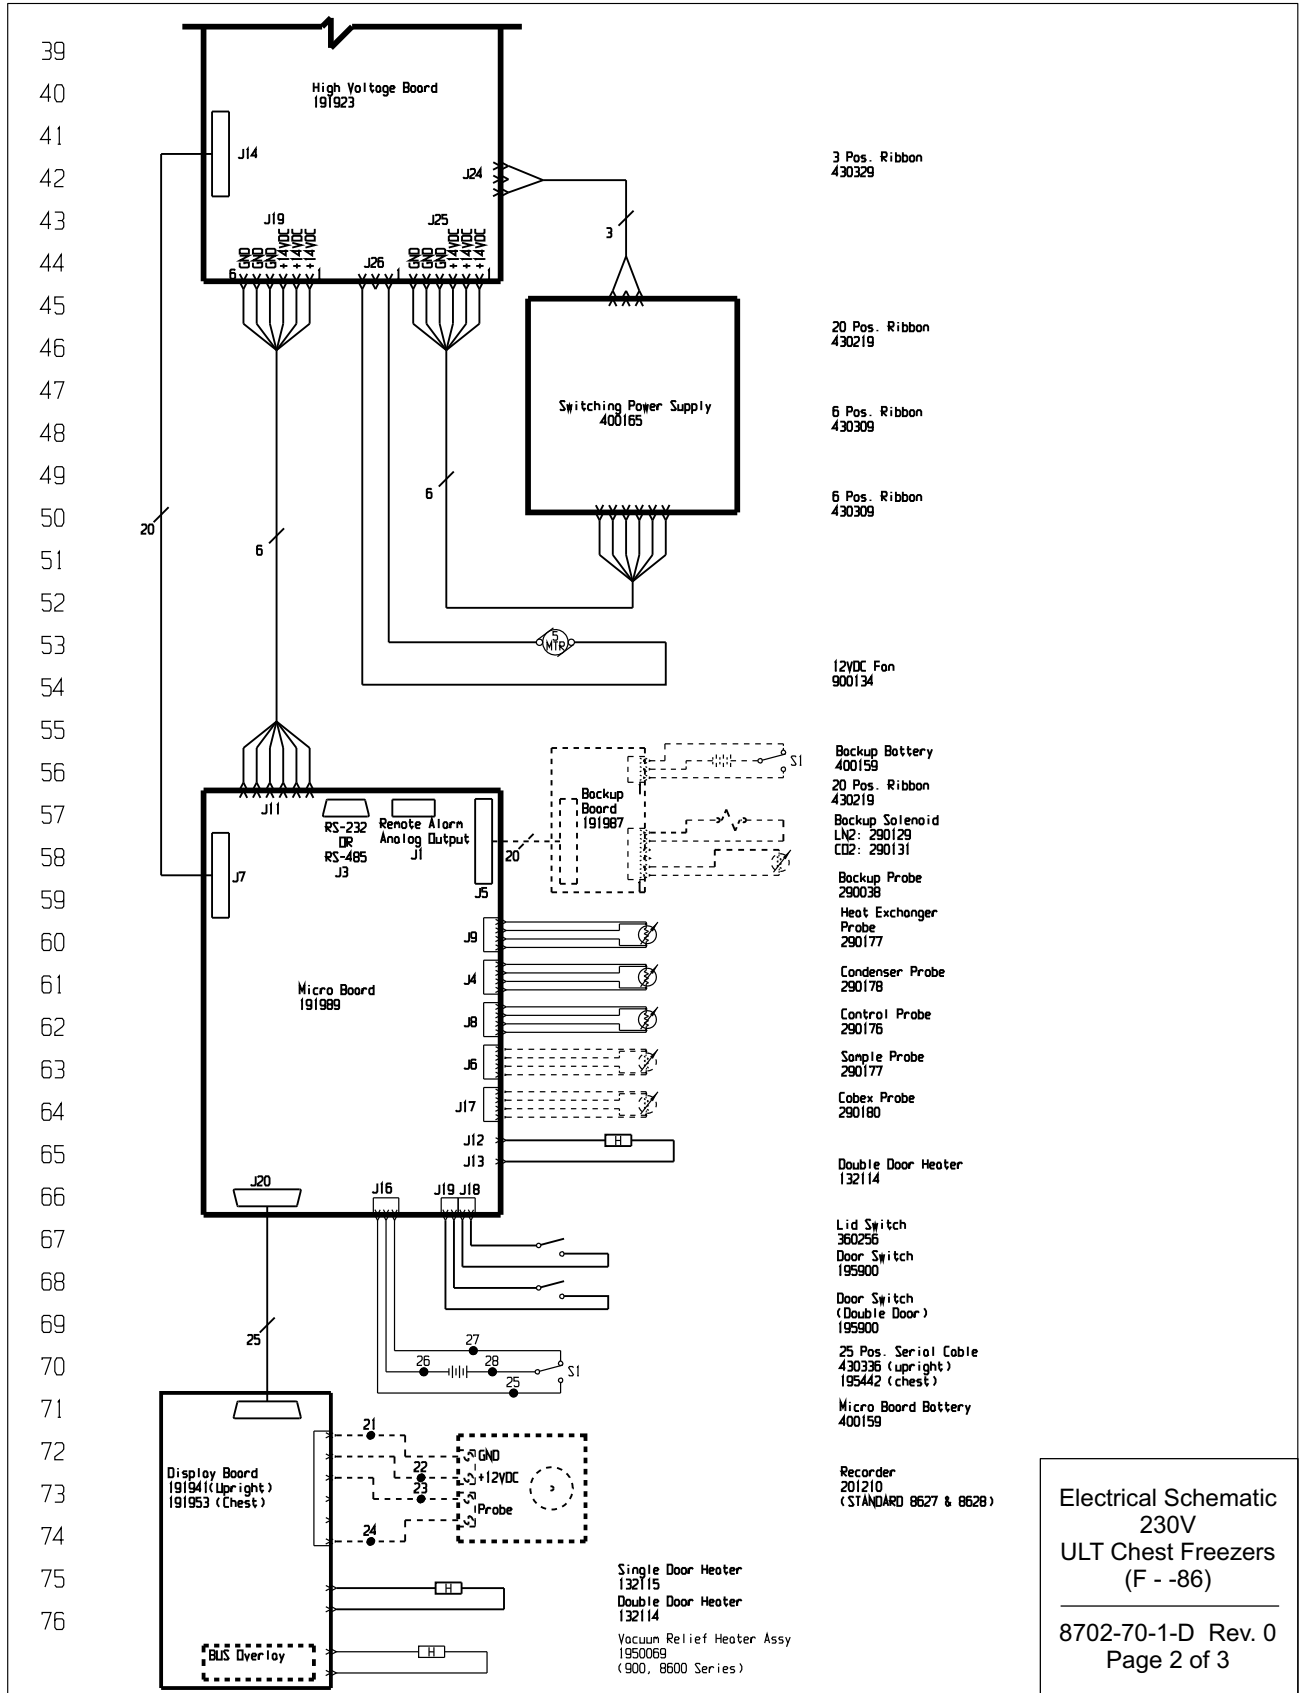 39
40
41
42
43
44
45
46
47
48
49
50
51
52
53
54
55
56
57
58
59
60
61
62
63
64
65
66
67
68
69
70
71
72
73
74
75
76
High Voltage Board
191923
J14
J24
J19
GND
GND
GND
+14VDC
+14VDC
+14VDC
6
1
J26
1
J25
GND
GND
GND
+14VDC
+14VDC
+14VDC
1
3
Switching Power Supply
400165
20
6
6
5
MTR
J11
RS-232
OR
RS-485
J3
Remote Alarm
Analog Output
J1
J5
J7
20
Backup
Board
191987
S1
Micro Board
191989
J9
J4
J8
J6
J17
J12
J13
H
J20
J16
J19
J18
25
27
26
28
25
S1
Display Board
191941(Upright)
191953 (Chest)
21
22
23
24
GND
+12VDC
Probe
H
BUS Overlay
H
3 Pos. Ribbon
430329
20 Pos. Ribbon
430219
6 Pos. Ribbon
430309
6 Pos. Ribbon
430309
12VDC Fan
900134
Backup Battery
400159
20 Pos. Ribbon
430219
Backup Solenoid
LN2: 290129
CO2: 290131
Backup Probe
290038
Heat Exchanger
Probe
290177
Condenser Probe
290178
Control Probe
290176
Sample Probe
290177
Cobex Probe
290180
Double Door Heater
132114
Lid Switch
360256
Door Switch
195900
Door Switch
(Double Door)
195900
25 Pos. Serial Cable
430336 (upright)
195442 (chest)
Micro Board Battery
400159
Recorder
201210
(STANDARD 8627 & 8628)
Single Door Heater
132115
Double Door Heater
132114
Vacuum Relief Heater Assy
1950069
(900, 8600 Series)
Electrical Schematic
230V
ULT Chest Freezers
(F - -86)
8702-70-1-D Rev. 0
Page 2 of 3